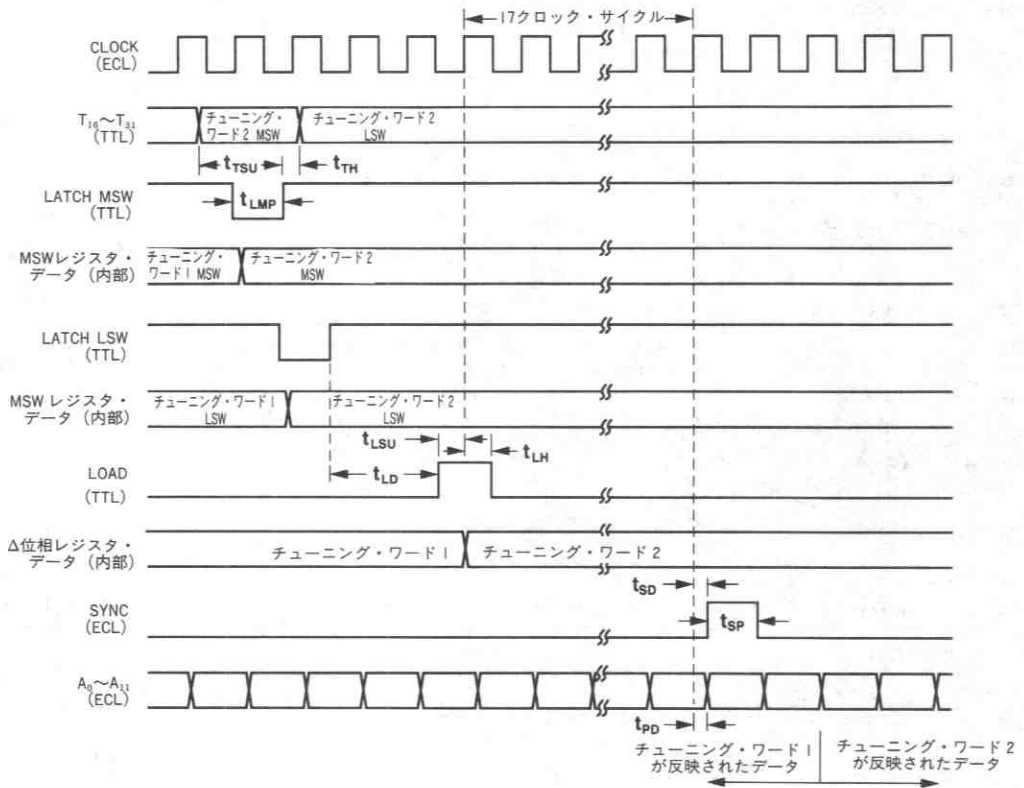 17クロック・サイクル
CLOCK
(ECL)
T₁₆〜T₃₁
(TTL)
チューニング・
ワード2 MSW
チューニング・ワード2
LSW
tTSU
tTH
LATCH MSW
(TTL)
tLMP
MSWレジスタ・
データ (内部)
チューニング・
ワード1 MSW
チューニング・ワード2
MSW
LATCH LSW
(TTL)
MSW レジスタ・
データ (内部)
チューニング・ワード1
LSW
チューニング・ワード2
LSW
tLSU
tLH
tLD
LOAD
(TTL)
Δ位相レジスタ・
データ (内部)
チューニング・ワード1
チューニング・ワード2
tSD
SYNC
(ECL)
tSP
A₀〜A₁₁
(ECL)
tPD
チューニング・ワード1
が反映されたデータ
チューニング・ワード2
が反映されたデータ